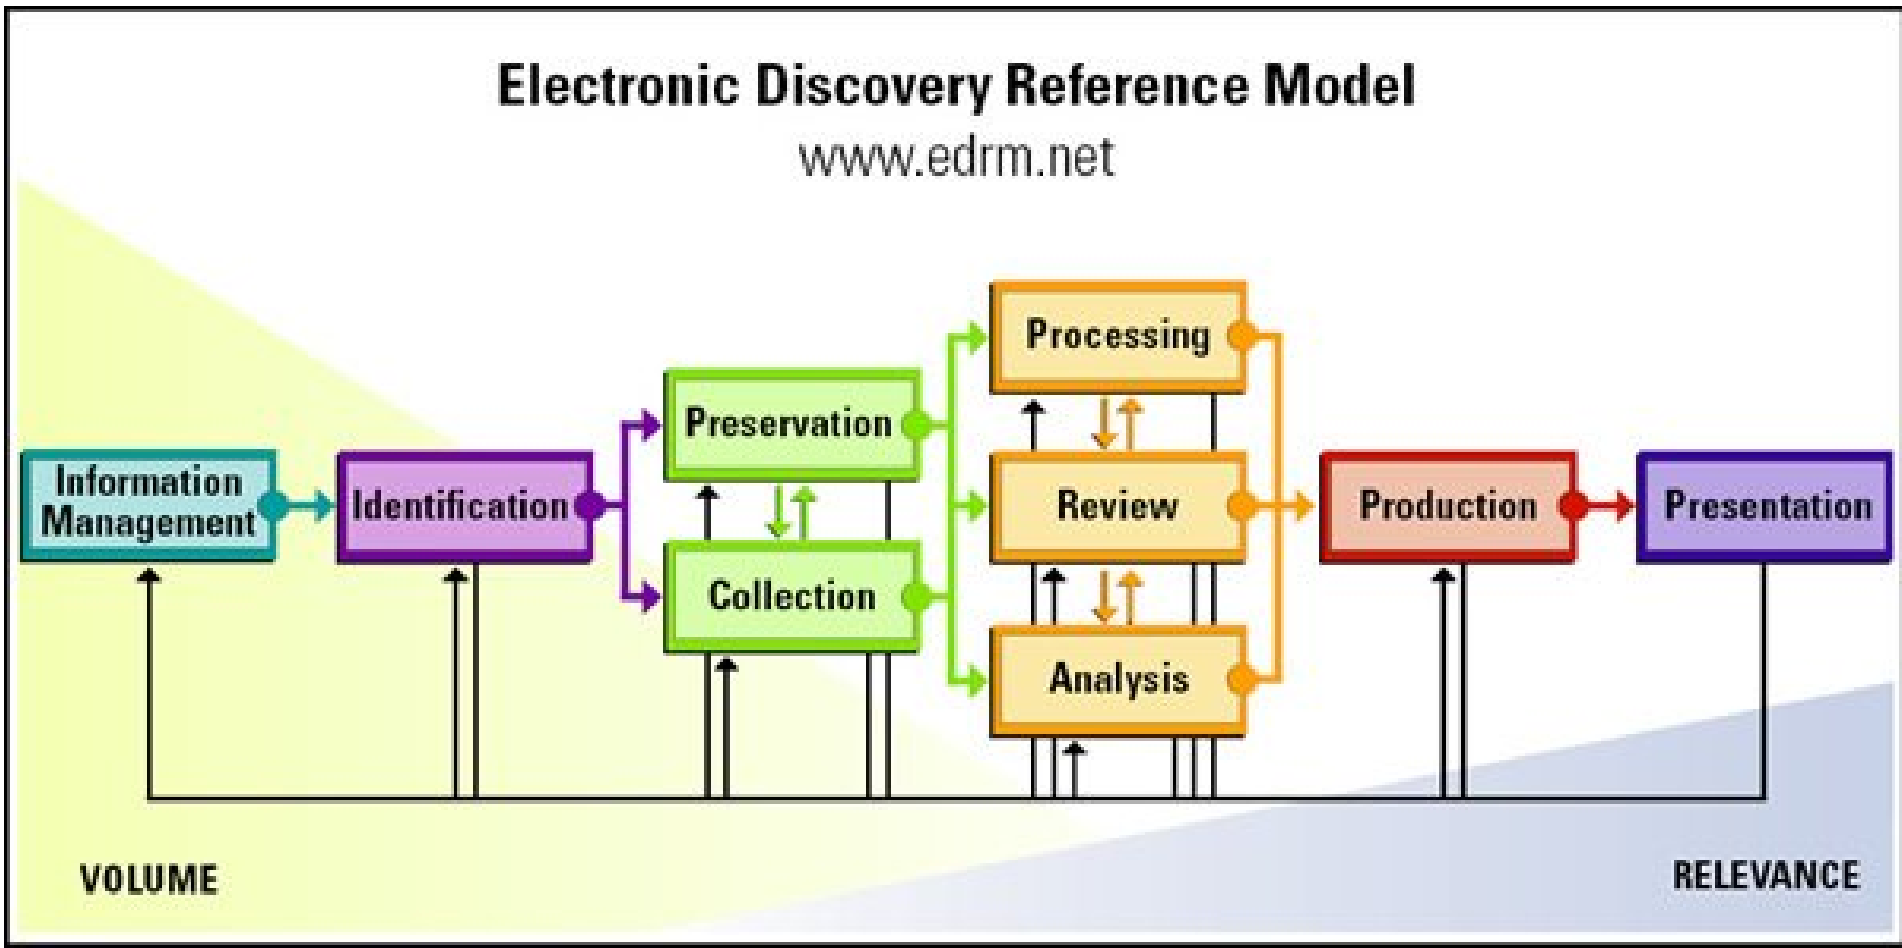 Electronic Discovery Reference Model
www.edrm.net
Processing
Preservation
Information
Management
Identification
Review
Production
Presentation
Collection
Analysis
VOLUME
RELEVANCE